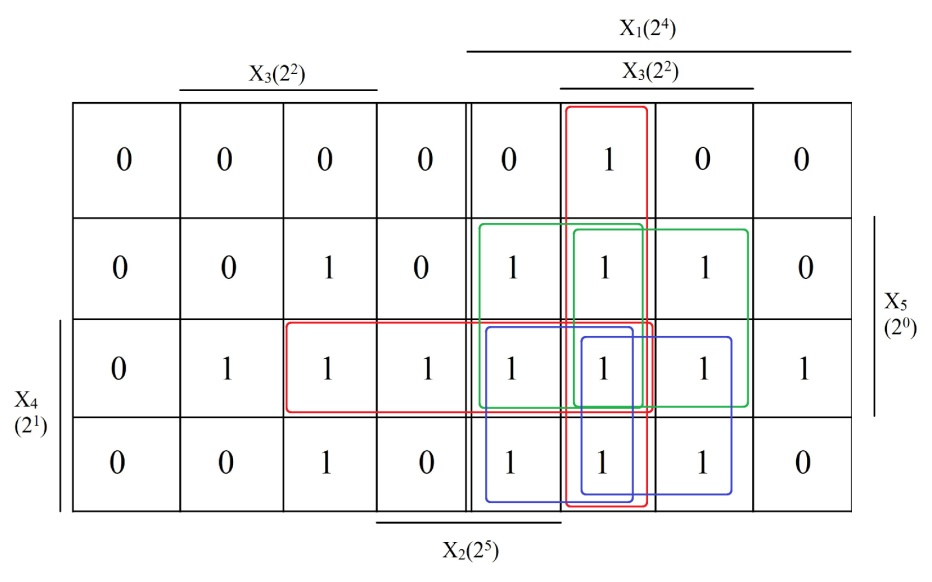 X₁(2⁴)
X₃(2²) X₃(2²)
0 0 0 0 0 1 0 0
0 0 1 0 1 1 1 0
X₅
(2⁰)
0 1 1 1 1 1 1 1
X₄
(2¹)
0 0 1 0 1 1 1 0
X₂(2⁵)